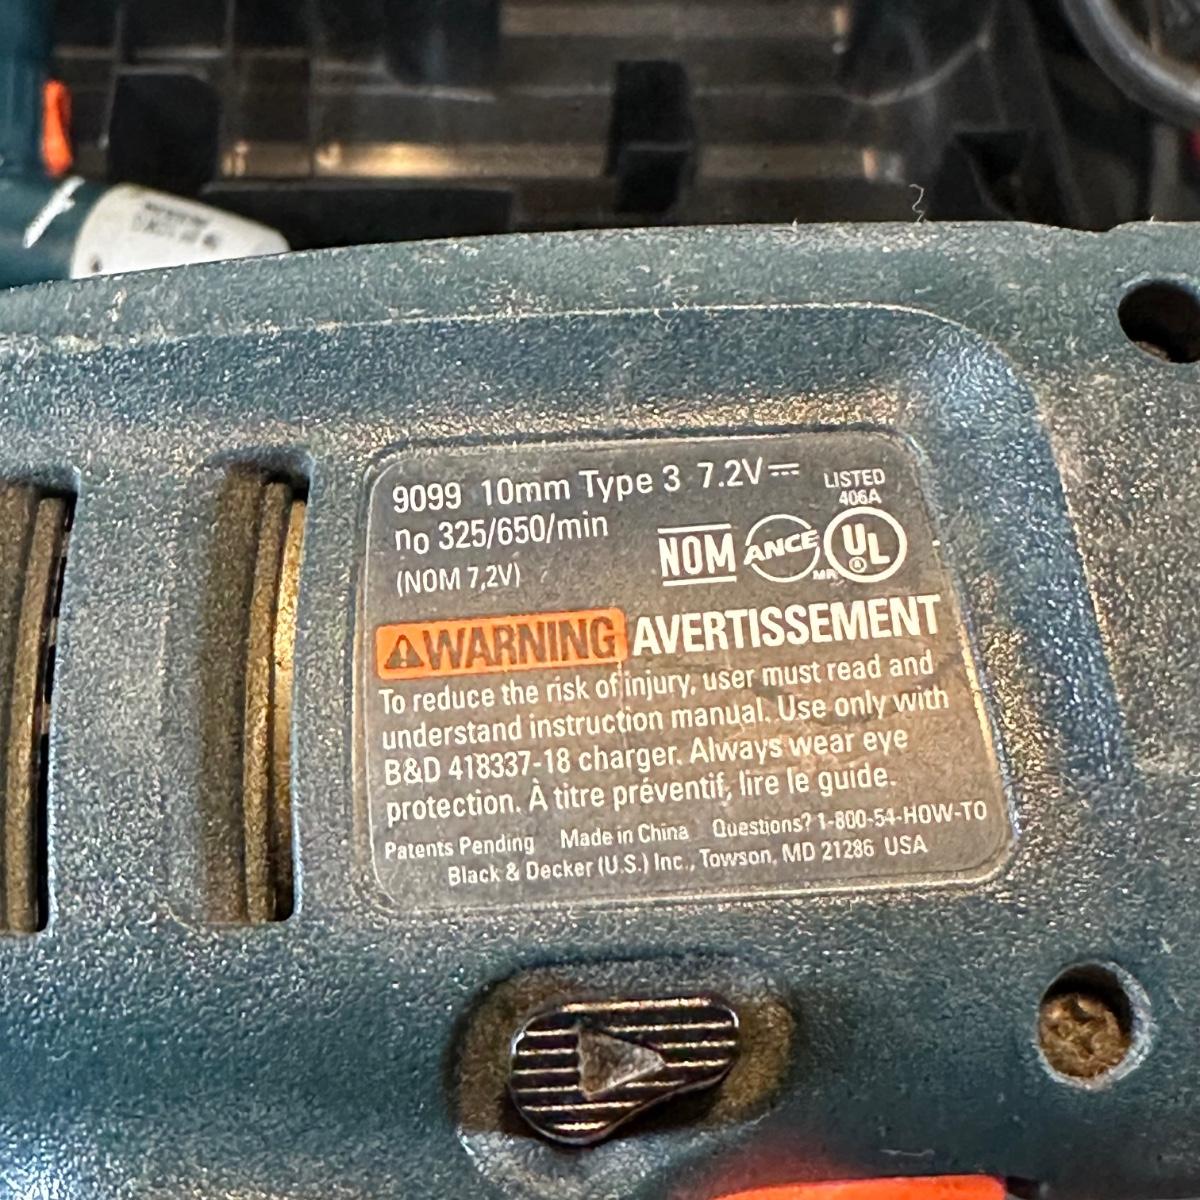 9099 10mm Type 3 7.2V⎓
LISTED
406A
no 325/650/min
(NOM 7,2V)
NOM ANCE MR UL ®
⚠WARNING AVERTISSEMENT
To reduce the risk of injury, user must read and
understand instruction manual. Use only with
B&D 418337-18 charger. Always wear eye
protection. À titre préventif, lire le guide.
Patents Pending Made in China Questions? 1-800-54-HOW-TO
Black & Decker (U.S.) Inc., Towson, MD 21286 USA